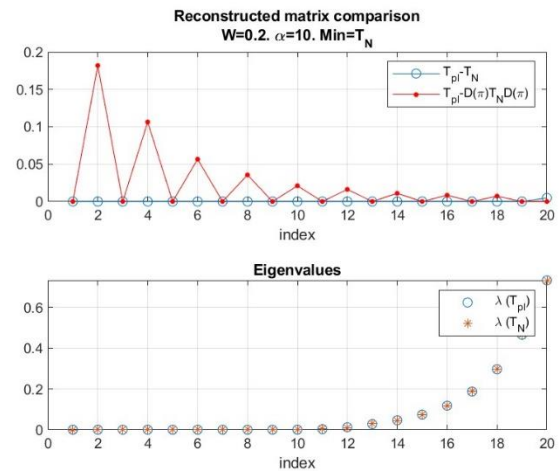 Reconstructed matrix comparison
W=0.2. α=10. Min=T_N
0.2
0.15
0.1
0.05
0
T_pl-T_N
T_pl-D(π)T_ND(π)
0 2 4 6 8 10 12 14 16 18 20
index
Eigenvalues
0.6
0.4
0.2
0
λ (T_pl)
λ (T_N)
0 2 4 6 8 10 12 14 16 18 20
index